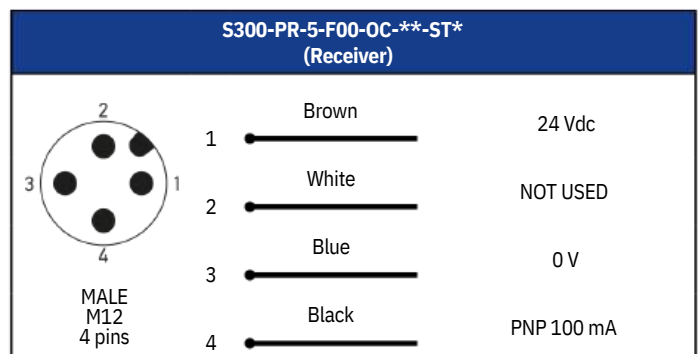 S300-PR-5-F00-OC-**-ST*
(Receiver)
2
3
1
4
MALE
M12
4 pins
1
Brown
24 Vdc
2
White
NOT USED
3
Blue
0 V
4
Black
PNP 100 mA